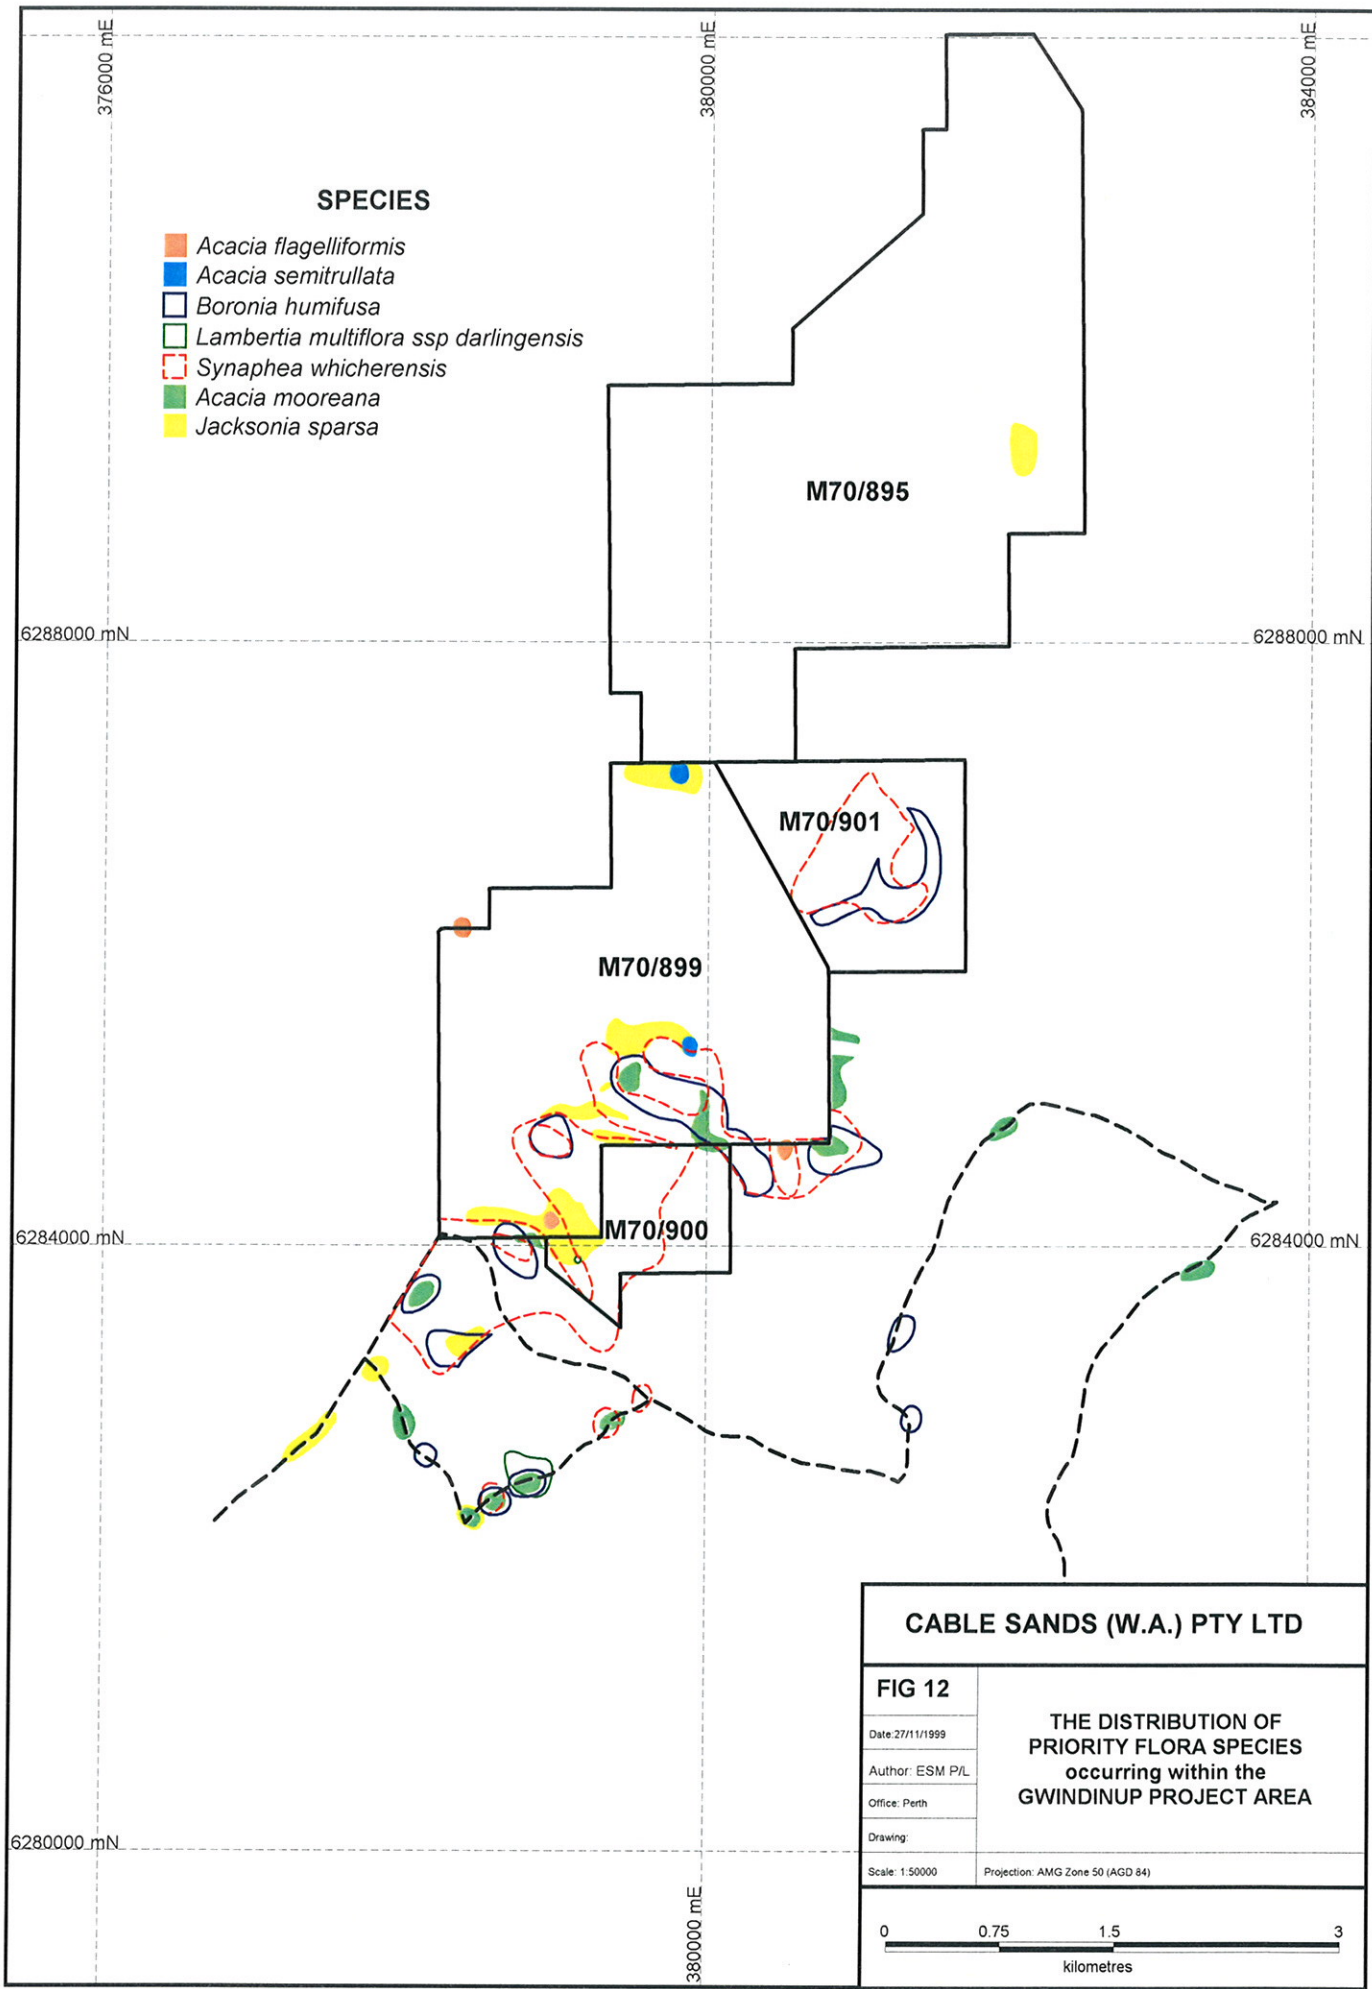 376000 mE
380000 mE
384000 mE
SPECIES
Acacia flagelliformis
Acacia semitrullata
Boronia humifusa
Lambertia multiflora ssp darlingensis
Synaphea whicherensis
Acacia mooreana
Jacksonia sparsa
M70/895
6288000 mN
6288000 mN
M70/901
M70/899
M70/900
6284000 mN
6284000 mN
CABLE SANDS (W.A.) PTY LTD
FIG 12
Date:27/11/1999
Author: ESM P/L
Office: Perth
Drawing:
Scale: 1:50000
THE DISTRIBUTION OF
PRIORITY FLORA SPECIES
occurring within the
GWINDINUP PROJECT AREA
Projection: AMG Zone 50 (AGD 84)
6280000 mN
380000 mE
0 0.75 1.5 3
kilometres